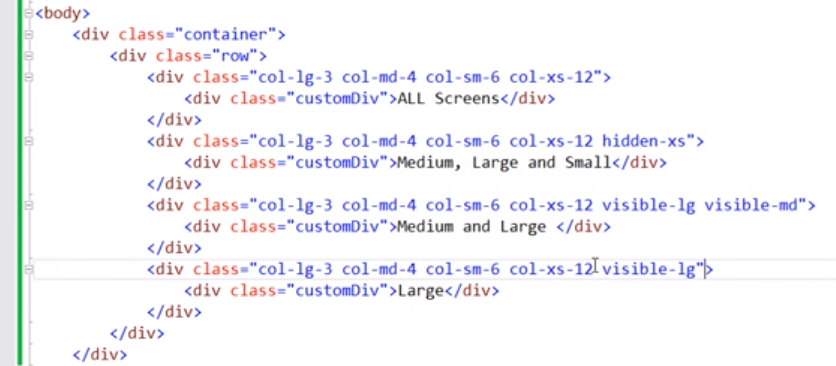 <body>
<div class="container">
<div class="row">
<div class="col-lg-3 col-md-4 col-sm-6 col-xs-12">
<div class="customDiv">ALL Screens</div>
</div>
<div class="col-lg-3 col-md-4 col-sm-6 col-xs-12 hidden-xs">
<div class="customDiv">Medium, Large and Small</div>
</div>
<div class="col-lg-3 col-md-4 col-sm-6 col-xs-12 visible-lg visible-md">
<div class="customDiv">Medium and Large </div>
</div>
<div class="col-lg-3 col-md-4 col-sm-6 col-xs-12 visible-lg">
<div class="customDiv">Large</div>
</div>
</div>
</div>